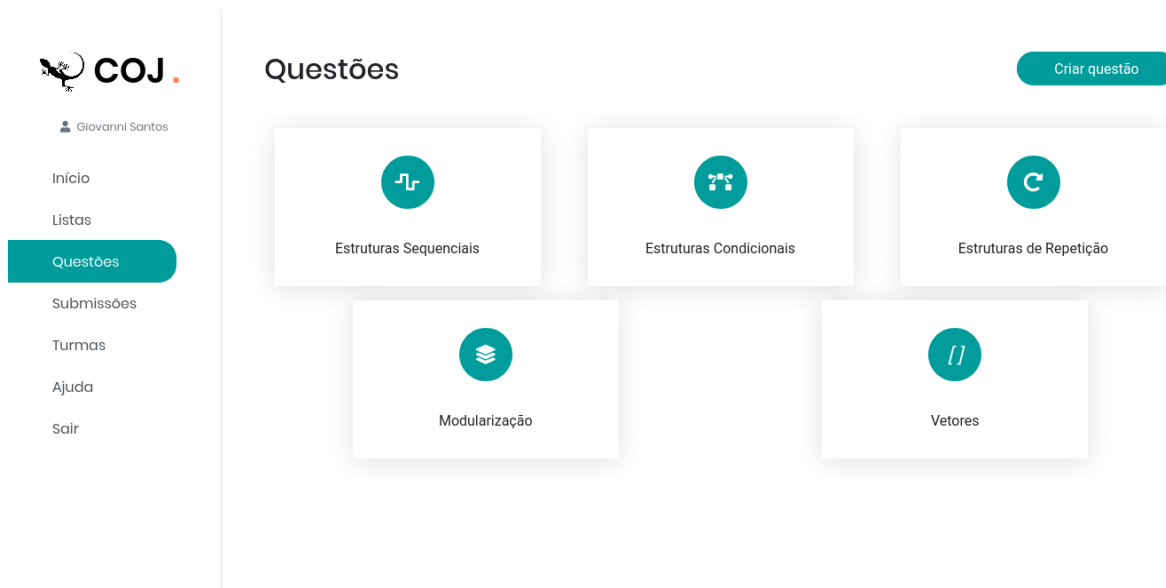 COJ .
Questões
Criar questão
Giovanni Santos
Início
Listas
Questões
Submissões
Turmas
Ajuda
Sair
Estruturas Sequenciais
Estruturas Condicionais
Estruturas de Repetição
[ ]
Modularização
Vetores